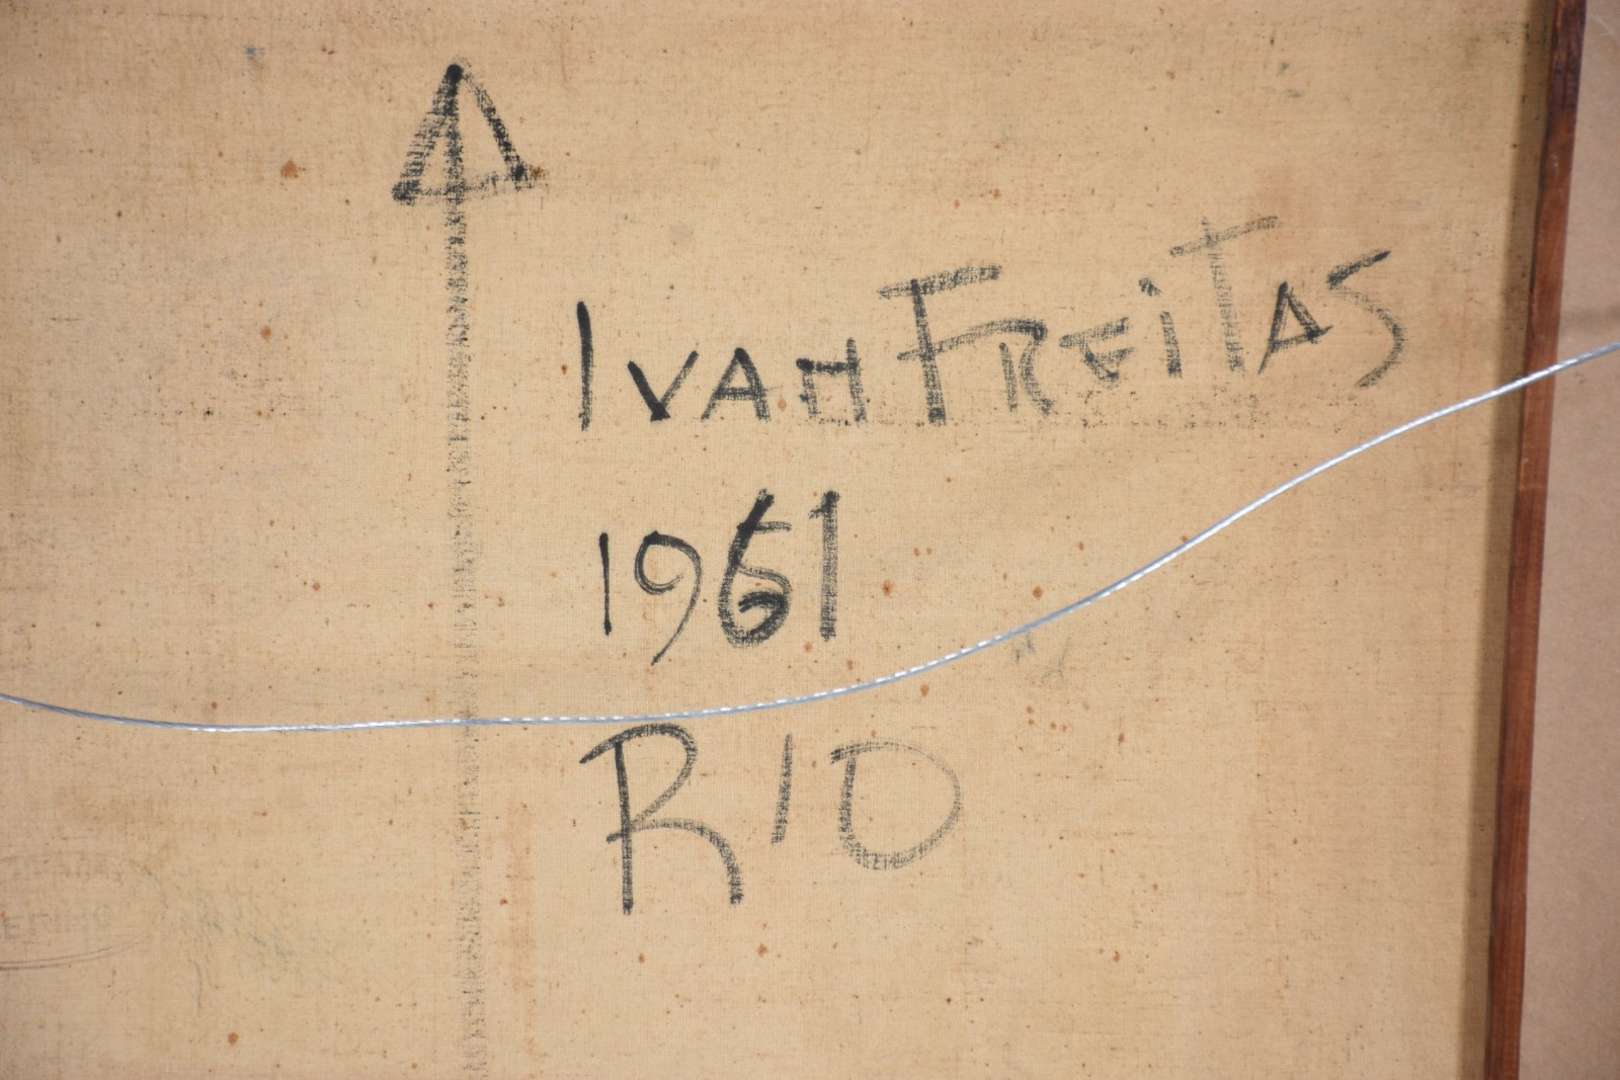 IVAN FREiTAS
1961
RIO